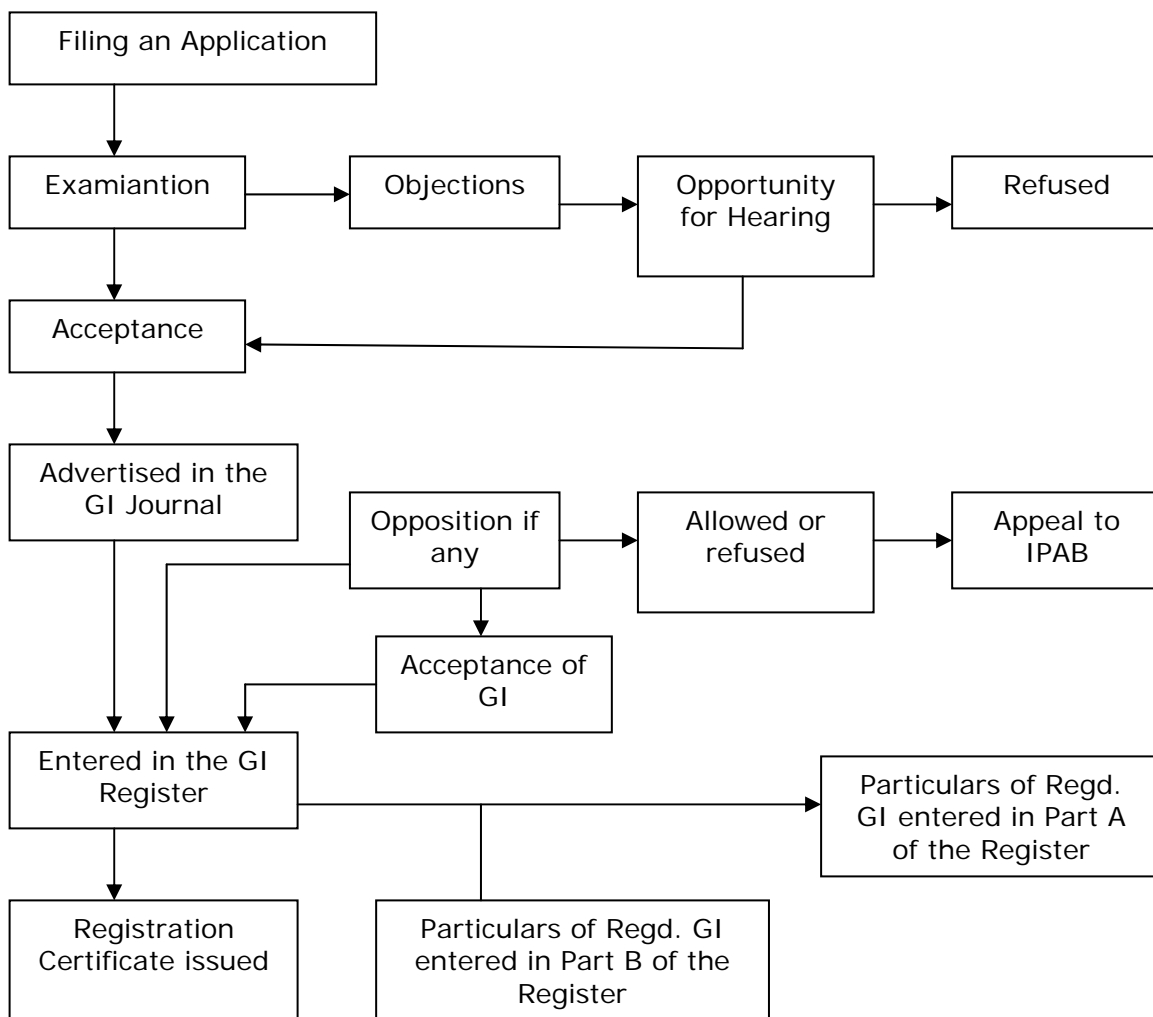 Filing an Application
Examiantion
Objections
Opportunity
for Hearing
Refused
Acceptance
Advertised in the
GI Journal
Opposition if
any
Allowed or
refused
Appeal to
IPAB
Acceptance of
GI
Entered in the GI
Register
Particulars of Regd.
GI entered in Part A
of the Register
Registration
Certificate issued
Particulars of Regd. GI
entered in Part B of the
Register